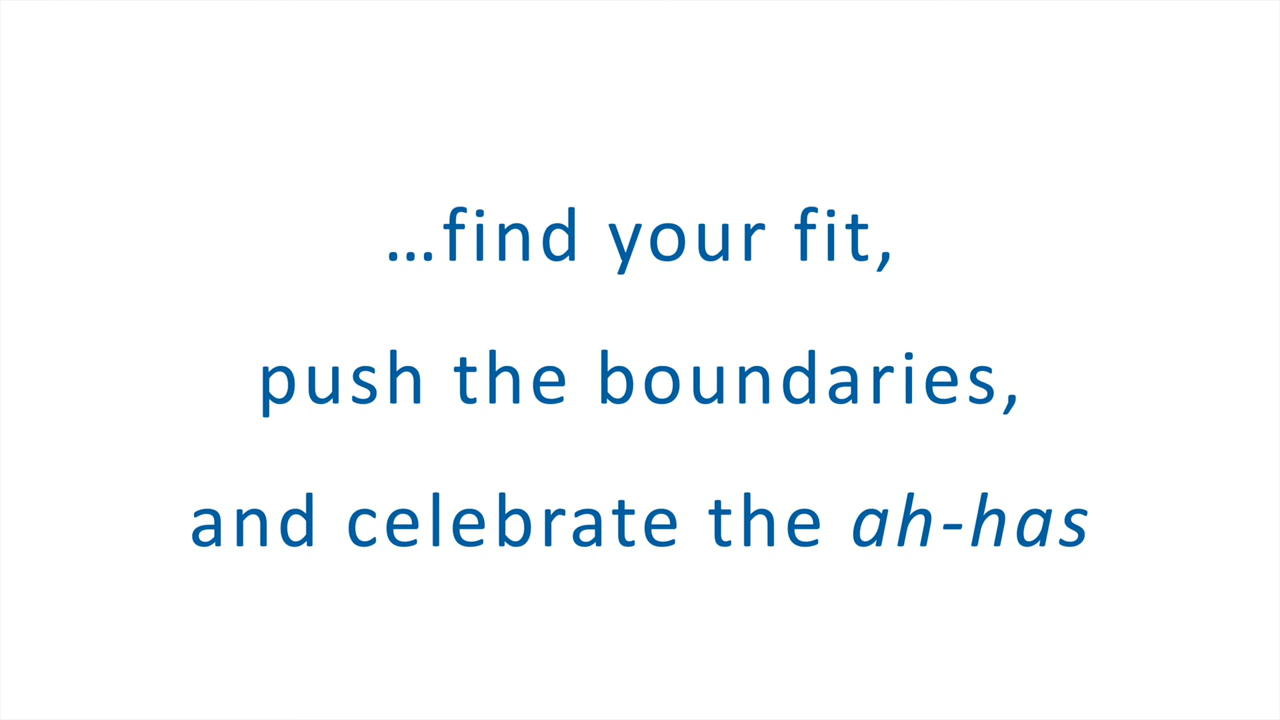 …find your fit,
push the boundaries,
and celebrate the ah-has